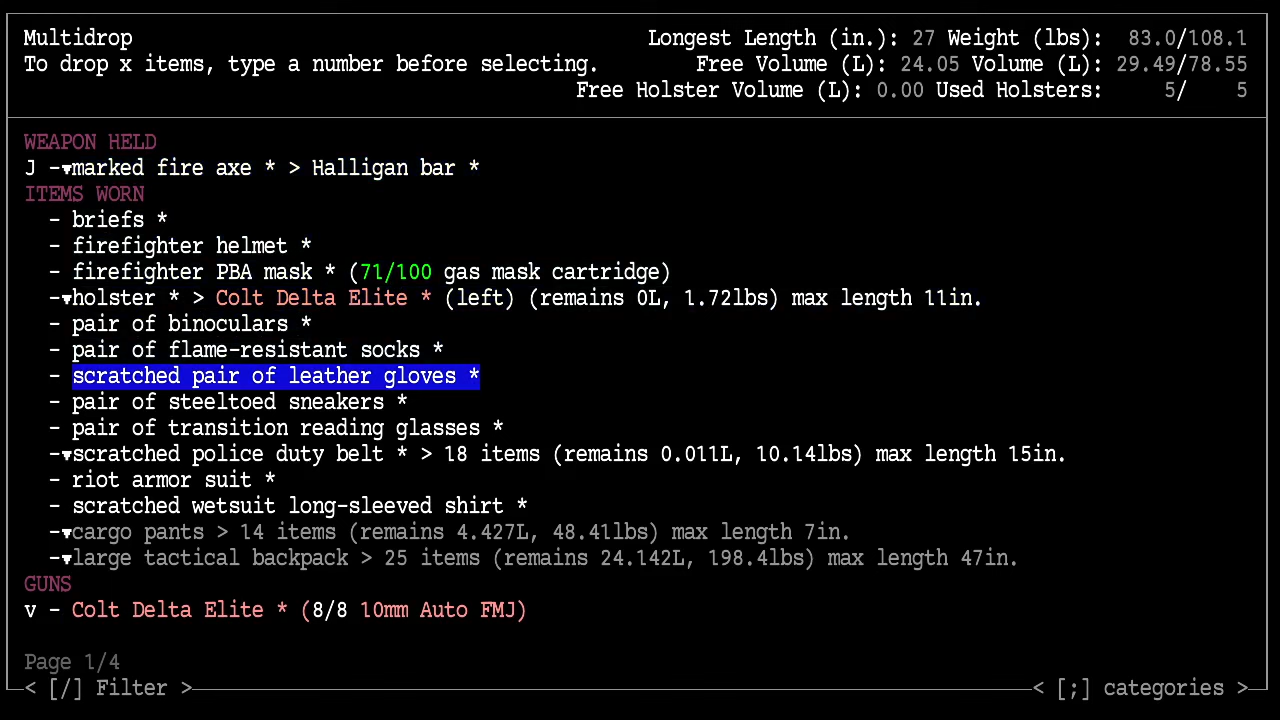 Multidrop Longest Length (in.): 27 Weight (lbs): 83.0/108.1
To drop x items, type a number before selecting. Free Volume (L): 24.05 Volume (L): 29.49/78.55
Free Holster Volume (L): 0.00 Used Holsters: 5/ 5
WEAPON HELD
J -▾marked fire axe * > Halligan bar *
ITEMS WORN
- briefs *
- firefighter helmet *
- firefighter PBA mask * (71/100 gas mask cartridge)
-▾holster * > Colt Delta Elite * (left) (remains 0L, 1.72lbs) max length 11in.
- pair of binoculars *
- pair of flame-resistant socks *
- scratched pair of leather gloves *
- pair of steeltoed sneakers *
- pair of transition reading glasses *
-▾scratched police duty belt * > 18 items (remains 0.011L, 10.14lbs) max length 15in.
- riot armor suit *
- scratched wetsuit long-sleeved shirt *
-▾cargo pants > 14 items (remains 4.427L, 48.41lbs) max length 7in.
-▾large tactical backpack > 25 items (remains 24.142L, 198.4lbs) max length 47in.
GUNS
v - Colt Delta Elite * (8/8 10mm Auto FMJ)
Page 1/4
< [/] Filter > < [;] categories >